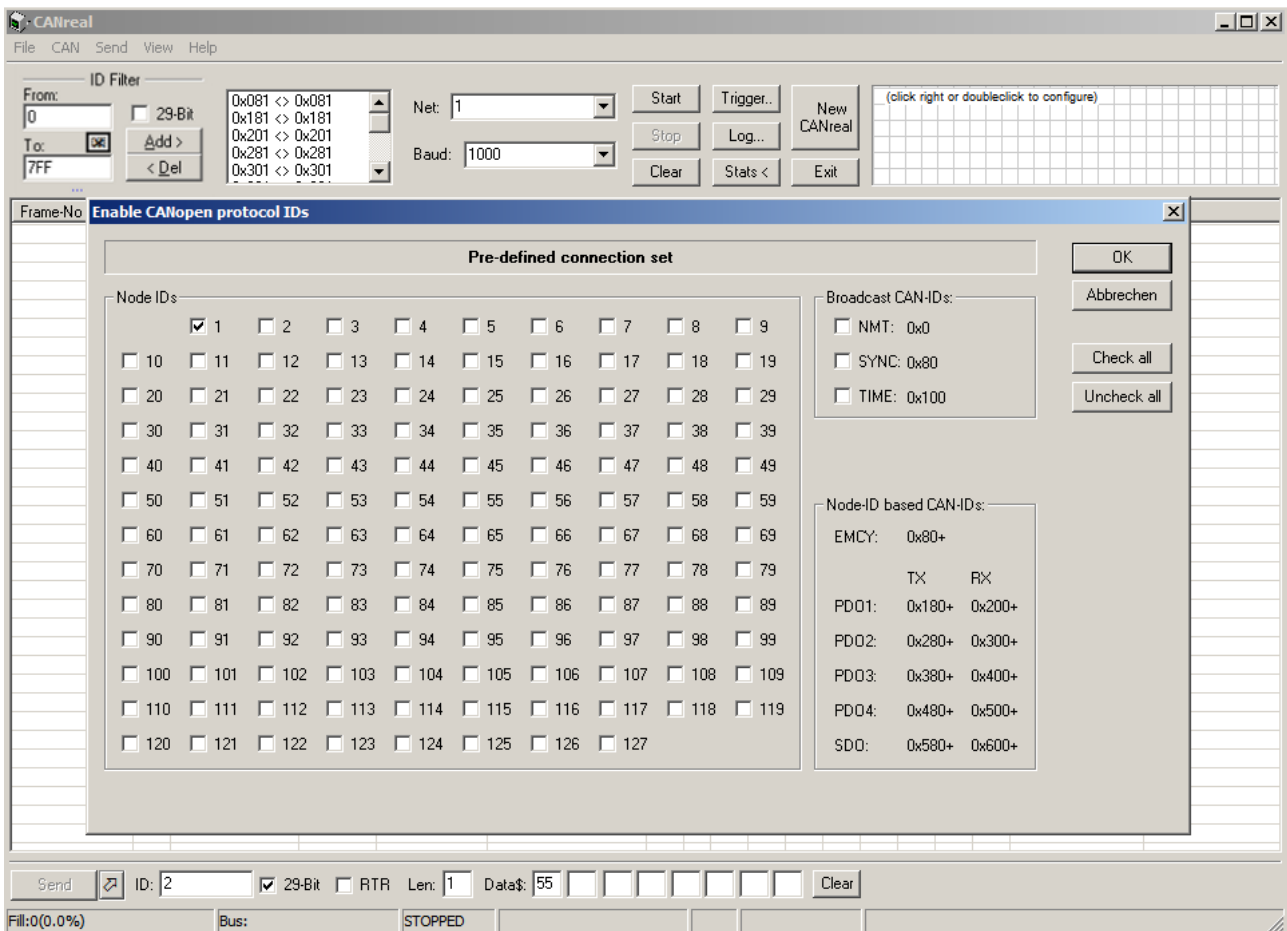 CANreal
File CAN Send View Help
ID Filter
From:
0
29-Bit
To:
Add >
7FF
< Del
...
0x081 <> 0x081
0x181 <> 0x181
0x201 <> 0x201
0x281 <> 0x281
0x301 <> 0x301
Net: 1
Baud: 1000
Start Trigger.. New CANreal
Stop Log...
Clear Stats < Exit
(click right or doubleclick to configure)
Frame-No
Enable CANopen protocol IDs
Pre-defined connection set
OK
Abbrechen
Check all
Uncheck all
Node IDs
1 2 3 4 5 6 7 8 9
10 11 12 13 14 15 16 17 18 19
20 21 22 23 24 25 26 27 28 29
30 31 32 33 34 35 36 37 38 39
40 41 42 43 44 45 46 47 48 49
50 51 52 53 54 55 56 57 58 59
60 61 62 63 64 65 66 67 68 69
70 71 72 73 74 75 76 77 78 79
80 81 82 83 84 85 86 87 88 89
90 91 92 93 94 95 96 97 98 99
100 101 102 103 104 105 106 107 108 109
110 111 112 113 114 115 116 117 118 119
120 121 122 123 124 125 126 127
Broadcast CAN-IDs:
NMT: 0x0
SYNC: 0x80
TIME: 0x100
Node-ID based CAN-IDs:
EMCY: 0x80+
TX RX
PDO1: 0x180+ 0x200+
PDO2: 0x280+ 0x300+
PDO3: 0x380+ 0x400+
PDO4: 0x480+ 0x500+
SDO: 0x580+ 0x600+
Send ID: 2 29-Bit RTR Len: 1 Data$: 55 Clear
Fill:0(0.0%) Bus: STOPPED